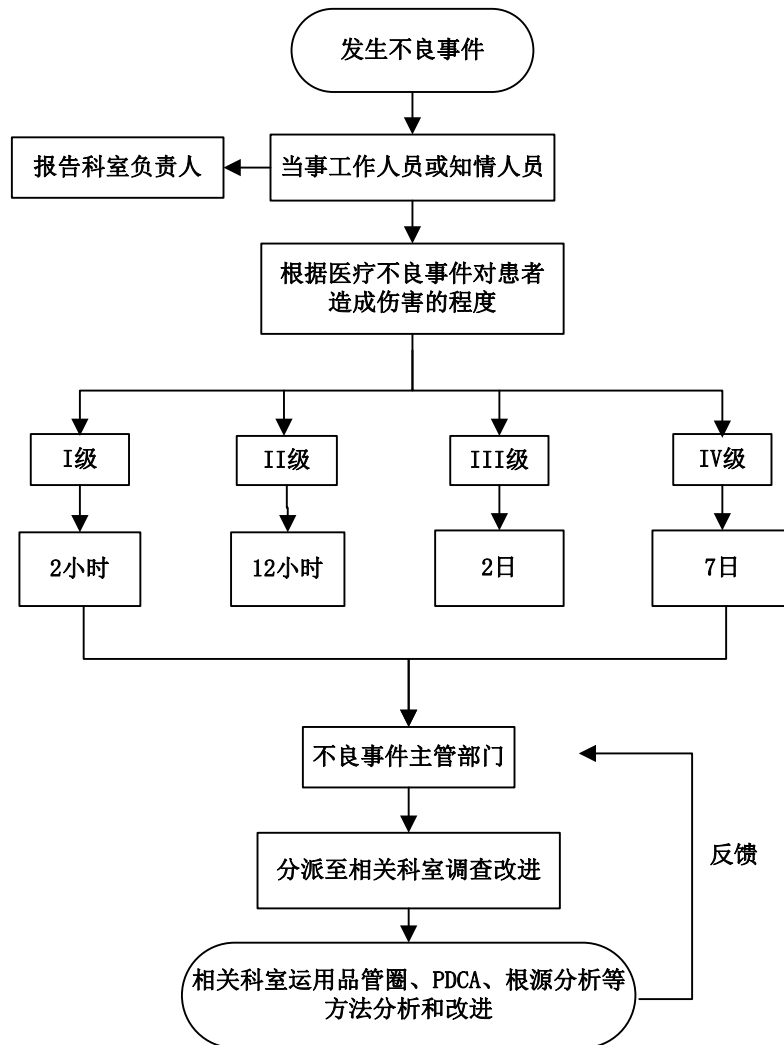 发生不良事件
报告科室负责人
当事工作人员或知情人员
根据医疗不良事件对患者
造成伤害的程度
I级
II级
III级
IV级
2小时
12小时
2日
7日
不良事件主管部门
分派至相关科室调查改进
反馈
相关科室运用品管圈、PDCA、根源分析等
方法分析和改进